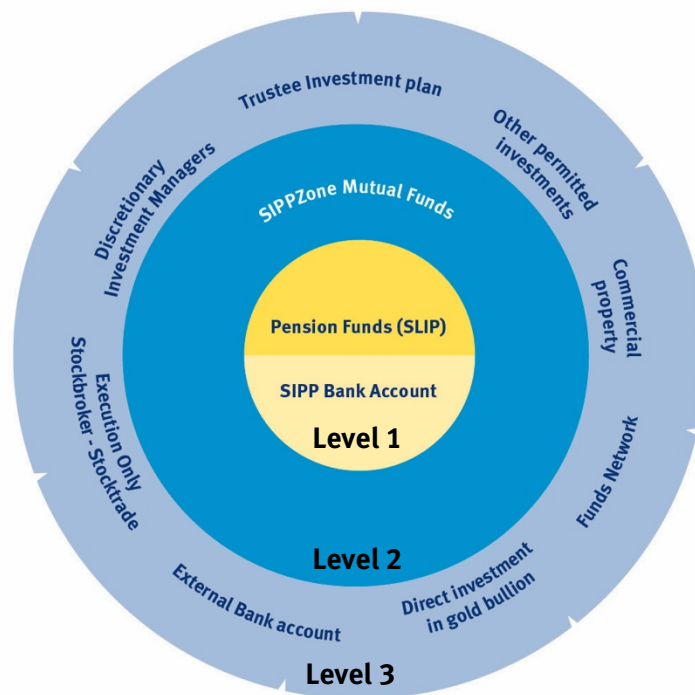 Trustee Investment plan
Other permitted
investments
Commercial
property
Funds Network
Direct investment
in gold bullion
External Bank account
Execution Only
Stockbroker - Stocktrade
Discretionary
Investment Managers
SIPPZone Mutual Funds
Pension Funds (SLIP)
SIPP Bank Account
Level 1
Level 2
Level 3